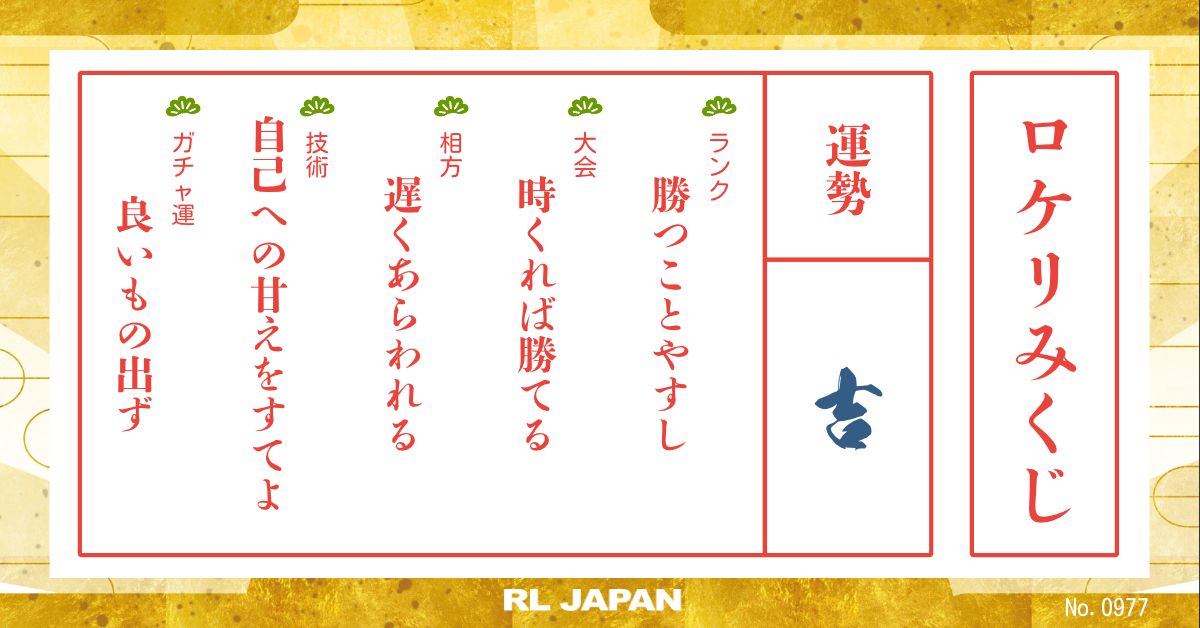 ロケリみくじ
運勢
吉
ランク
勝つことやすし
大会
時くれば勝てる
相方
遅くあらわれる
技術
自己への甘えをすてよ
ガチャ運
良いもの出ず
RL JAPAN
No. 0977